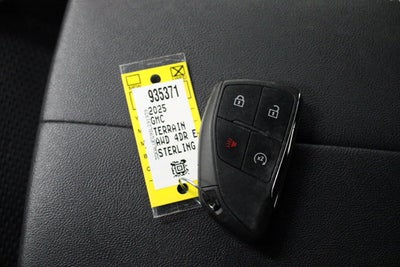 935371
2025
GMC
TERRAIN
AWD 4DR E
STERLING